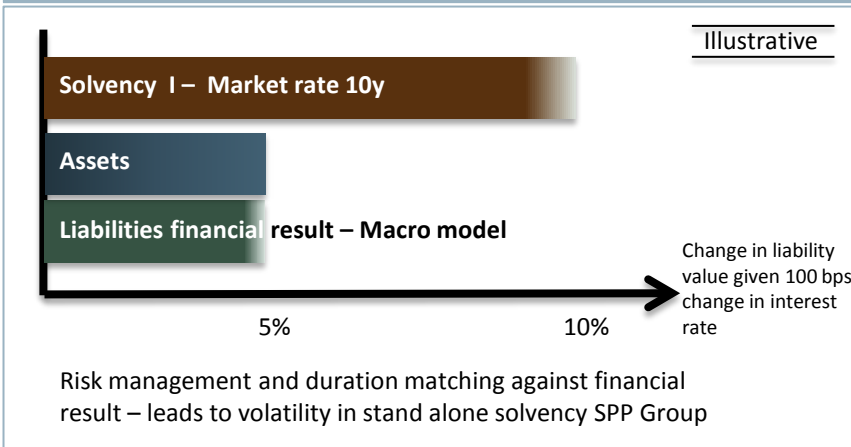 Illustrative
Solvency I – Market rate 10y
Assets
Liabilities financial result – Macro model
Change in liability
value given 100 bps
change in interest
rate
5%
10%
Risk management and duration matching against financial
result – leads to volatility in stand alone solvency SPP Group